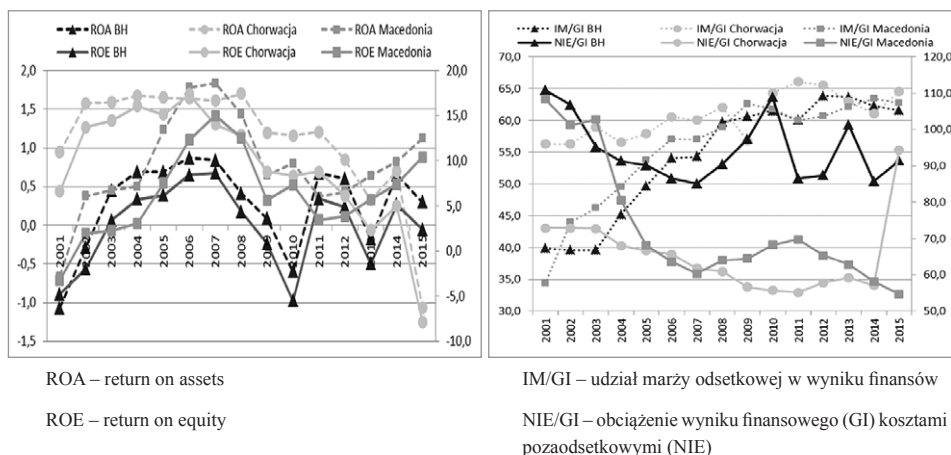 ROA BH ROA Chorwacja ROA Macedonia
ROE BH ROE Chorwacja ROE Macedonia
2,0
1,5
1,0
0,5
0,0
-0,5
-1,0
-1,5
20,0
15,0
10,0
5,0
0,0
-5,0
-10,0
2001 2002 2003 2004 2005 2006 2007 2008 2009 2010 2011 2012 2013 2014 2015
ROA – return on assets
ROE – return on equity
IM/GI BH IM/GI Chorwacja IM/GI Macedonia
NIE/GI BH NIE/GI Chorwacja NIE/GI Macedonia
65,0
60,0
55,0
50,0
45,0
40,0
35,0
30,0
70,0
110,0
100,0
90,0
80,0
70,0
60,0
50,0
2001 2002 2003 2004 2005 2006 2007 2008 2009 2010 2011 2012 2013 2014 2015
IM/GI – udział marży odsetkowej w wyniku finansów
NIE/GI – obciążenie wyniku finansowego (GI) kosztami
pozaodsetkowymi (NIE)